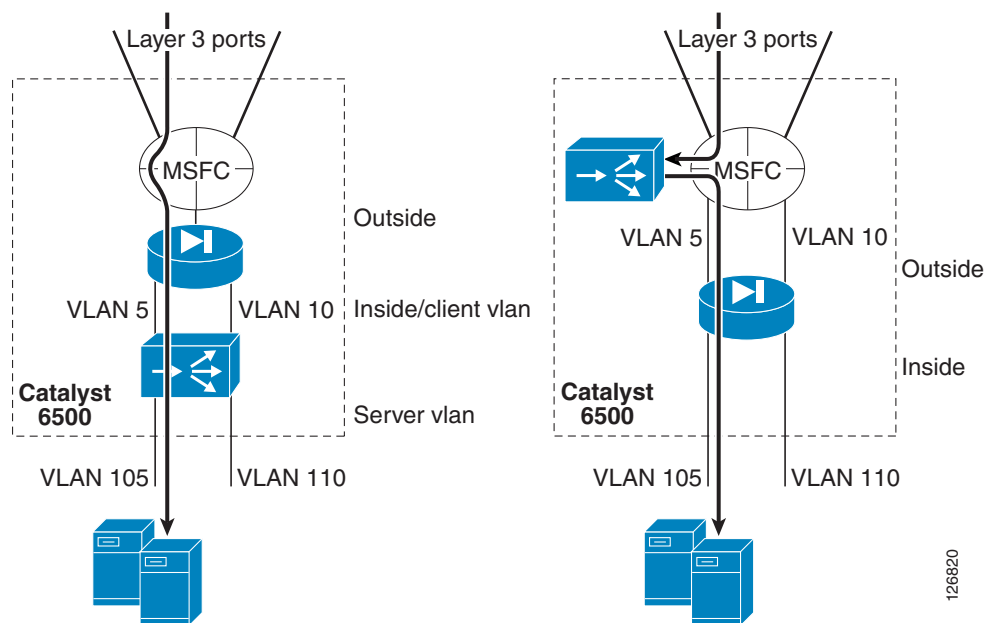 Layer 3 ports
MSFC
Outside
VLAN 5
VLAN 10
Inside/client vlan
Catalyst
6500
Server vlan
VLAN 105
VLAN 110
Layer 3 ports
MSFC
VLAN 5
VLAN 10
Outside
Inside
Catalyst
6500
VLAN 105
VLAN 110
126820